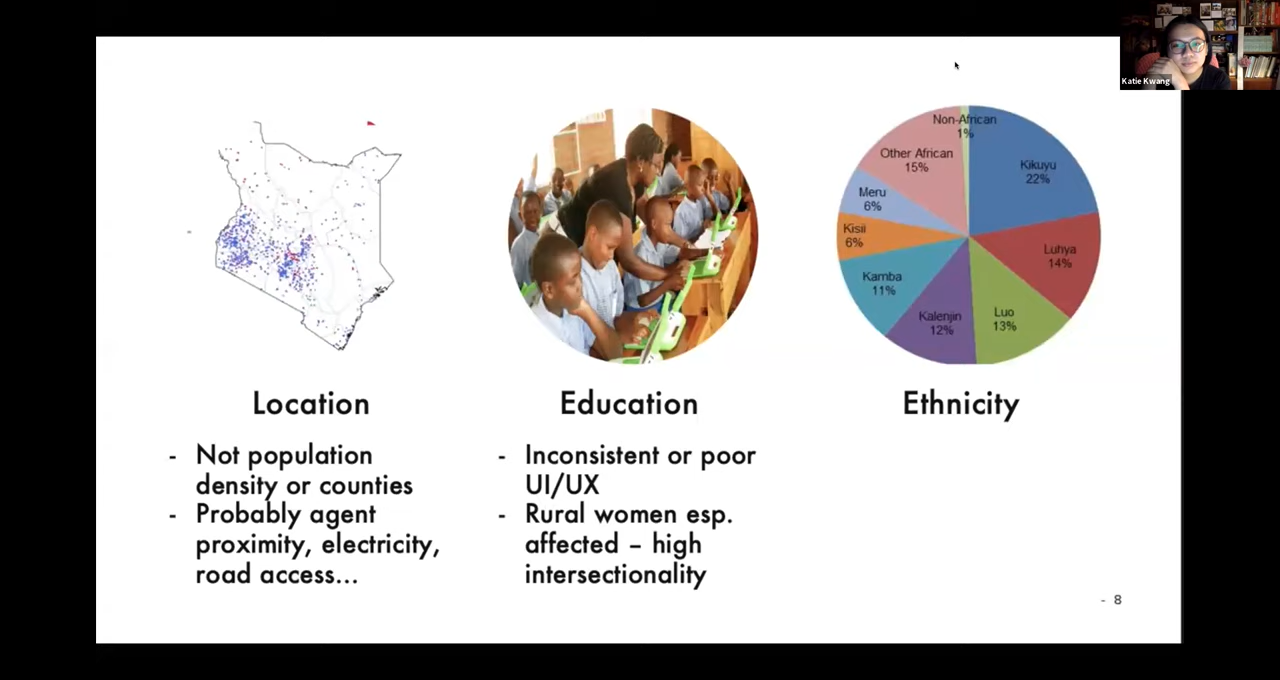 Katie Kwang
Non-African
1%
Other African
15%
Kikuyu
22%
Meru
6%
Kisii
6%
Luhya
14%
Kamba
11%
Kalenjin
12%
Luo
13%
Location
- Not population
density or counties
- Probably agent
proximity, electricity,
road access...
Education
- Inconsistent or poor
UI/UX
- Rural women esp.
affected – high
intersectionality
Ethnicity
- 8